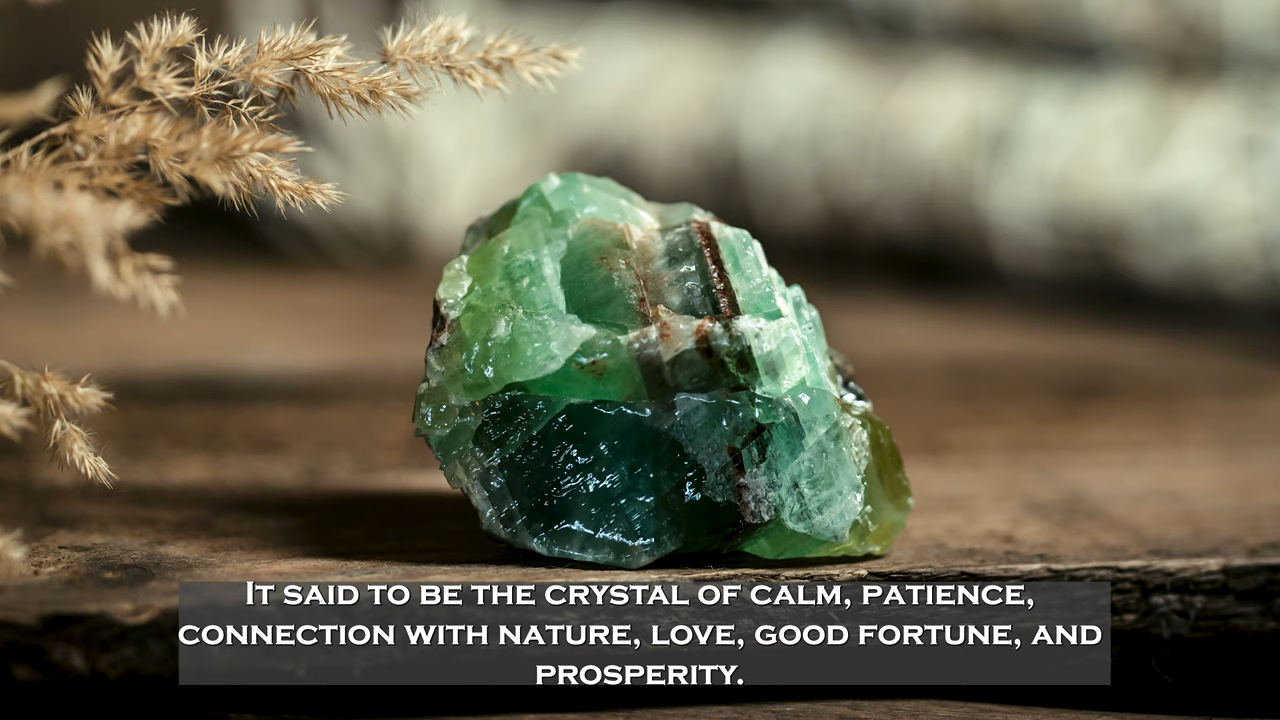 It said to be the crystal of calm, patience,
connection with nature, love, good fortune, and
prosperity.